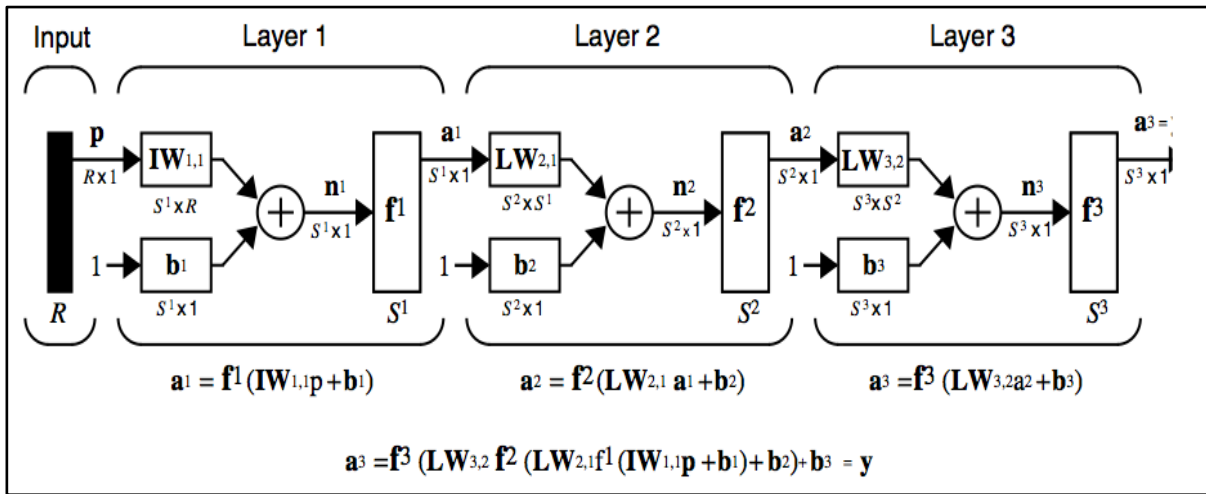 Input Layer 1 Layer 2 Layer 3
p a¹ a² a³ = y
IW₁,₁ LW₂,₁ LW₃,₂
R x 1 S¹ x 1 S² x 1 S³ x 1
n¹ n² n³
S¹ x R S² x S¹ S³ x S²
f¹ f² f³
S¹ x 1 S² x 1 S³ x 1
1 b₁ 1 b₂ 1 b₃
S¹ x 1 S² x 1 S³ x 1
R S¹ S² S³
a₁ = f¹ (IW₁,₁p + b₁) a₂ = f² (LW₂,₁ a₁ + b₂) a₃ = f³ (LW₃,₂a₂ + b₃)
a₃ = f³ (LW₃,₂ f² (LW₂,₁f¹ (IW₁,₁p + b₁) + b₂) + b₃ = y